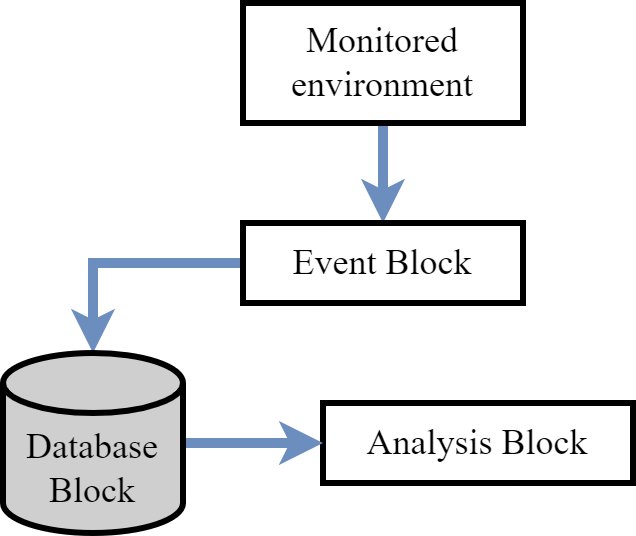 Monitored
environment
Event Block
Database
Block
Analysis Block